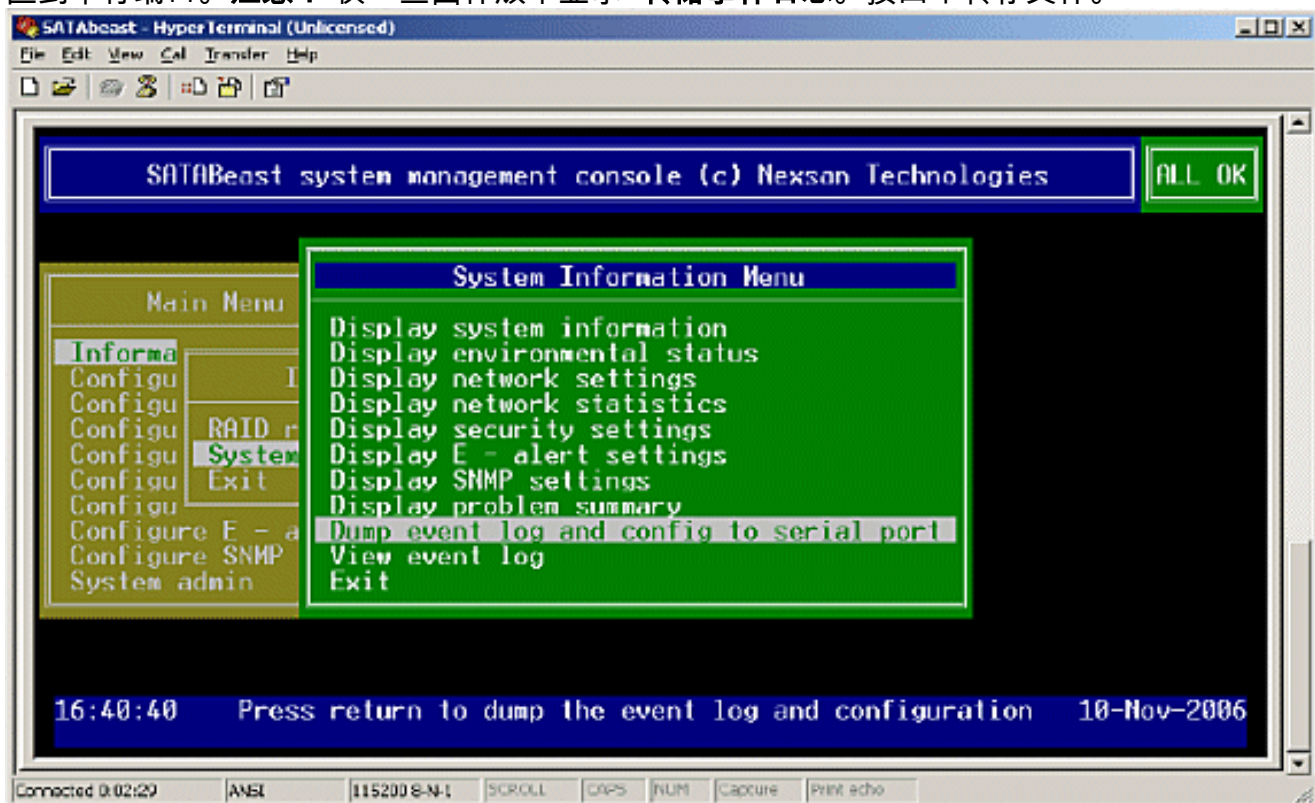 SATAbeast - HyperTerminal (Unlicensed)
File Edit View Call Transfer Help
SATABeast system management console (c) Nexsan Technologies
ALL OK
System Information Menu
Main Menu
Display system information
Display environmental status
Display network settings
Display network statistics
Display security settings
Display E - alert settings
Display SNMP settings
Display problem summary
Dump event log and config to serial port
View event log
Exit
Informa
Configu I
Configu
Configu RAID r
Configu System
Configu Exit
Configu
Configure E - a
Configure SNMP
System admin
16:40:40 Press return to dump the event log and configuration 10-Nov-2006
Connected 0:02:29 ANSI 115200 8-N-1 SCROLL CAPS NUM Capture Print echo